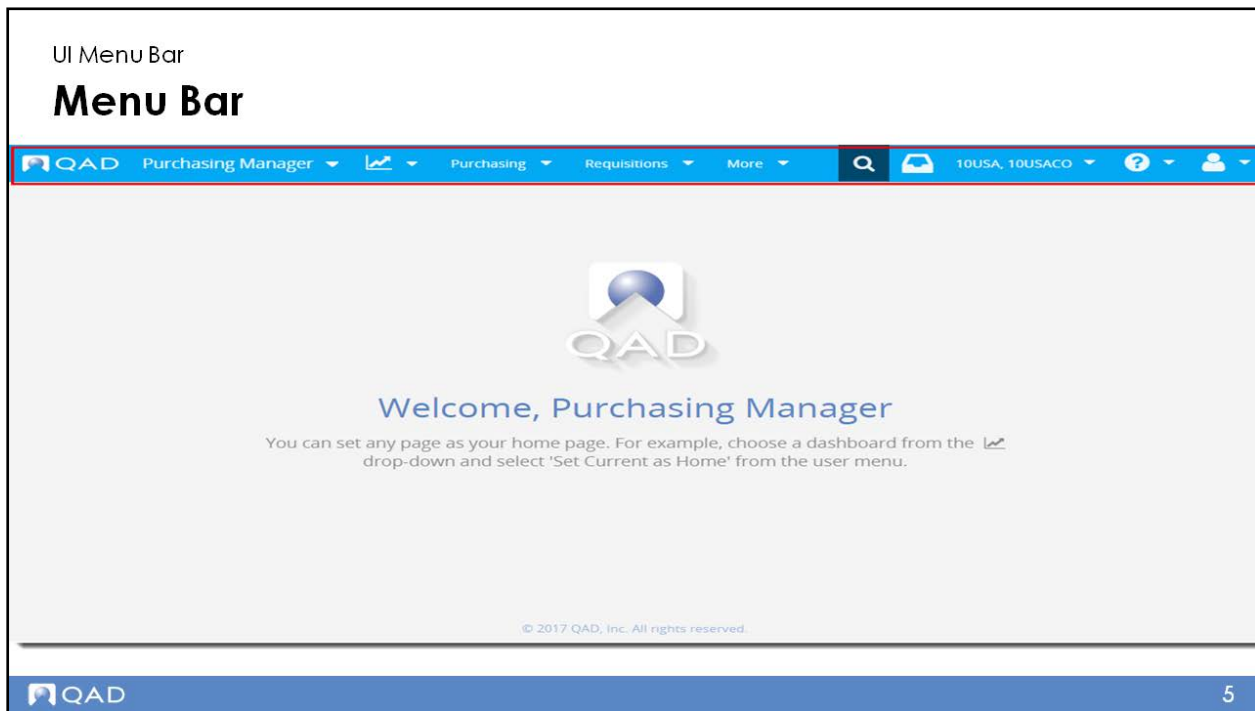 UI Menu Bar
Menu Bar
QAD Purchasing Manager Purchasing Requisitions More 10USA, 10USACO ?
QAD
Welcome, Purchasing Manager
You can set any page as your home page. For example, choose a dashboard from the
drop-down and select 'Set Current as Home' from the user menu.
© 2017 QAD, Inc. All rights reserved.
QAD 5